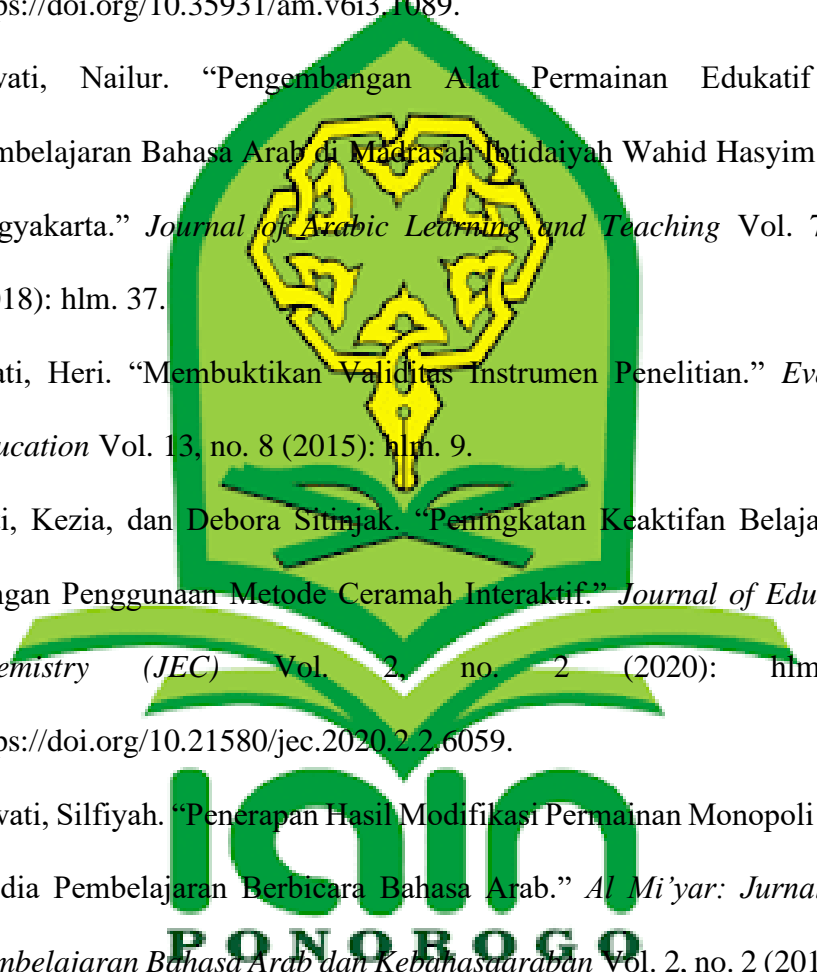 ps://doi.org/10.35931/am.v6i3.1089.
vati, Nailur. “Pengembangan Alat Permainan Edukatif
mbelajaran Bahasa Arab di Madrasah Ibtidaiyah Wahid Hasyim
gyakarta.” Journal of Arabic Learning and Teaching Vol. 7
018): hlm. 37.
ati, Heri. “Membuktikan Validitas Instrumen Penelitian.” Eva
ucation Vol. 13, no. 8 (2015): hlm. 9.
i, Kezia, dan Debora Sitinjak. “Peningkatan Keaktifan Belaja
ngan Penggunaan Metode Ceramah Interaktif.” Journal of Edu
emistry (JEC) Vol. 2, no. 2 (2020): hlm
ps://doi.org/10.21580/jec.2020.2.2.6059.
vati, Silfiyah. “Penerapan Hasil Modifikasi Permainan Monopoli
dia Pembelajaran Berbicara Bahasa Arab.” Al Mi’yar: Jurnal
mbelajaran Bahasa Arab dan Kebahasaaraban Vol. 2, no. 2 (201
iain
PONOROGO